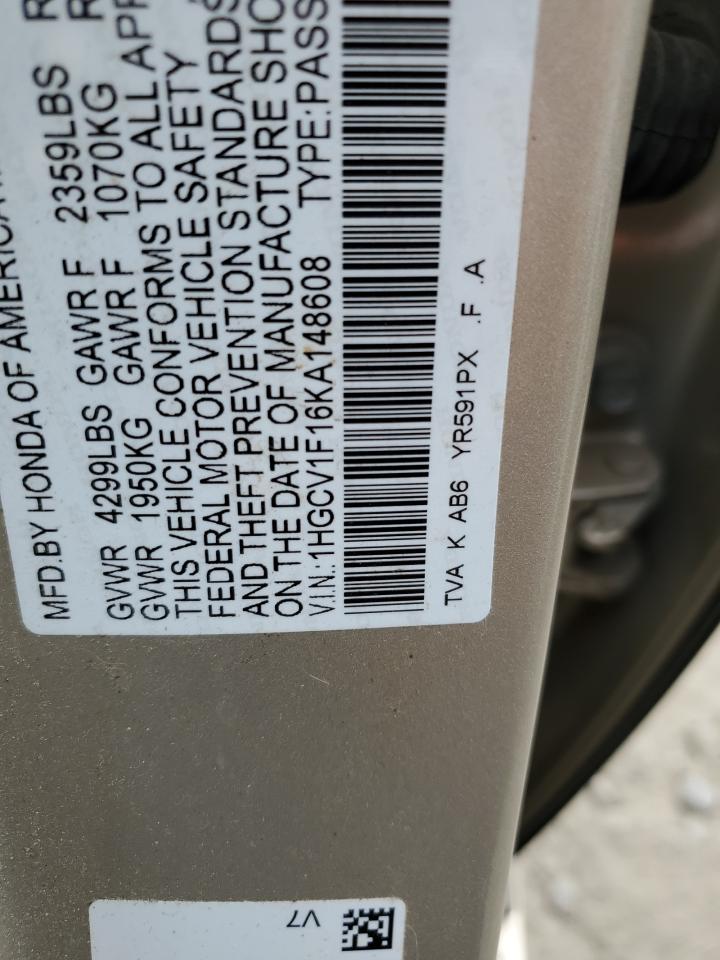 MFD.BY HONDA OF AMERICA
GVWR 4299LBS GAWR F 2359LBS R
GVWR 1950KG GAWR F 1070KG R
THIS VEHICLE CONFORMS TO ALL APP
FEDERAL MOTOR VEHICLE SAFETY
AND THEFT PREVENTION STANDARDS
ON THE DATE OF MANUFACTURE SHO
V.I.N.:1HGCV1F16KA148608 TYPE:PASS
TVA K AB6 YR591PX .F .A
V7